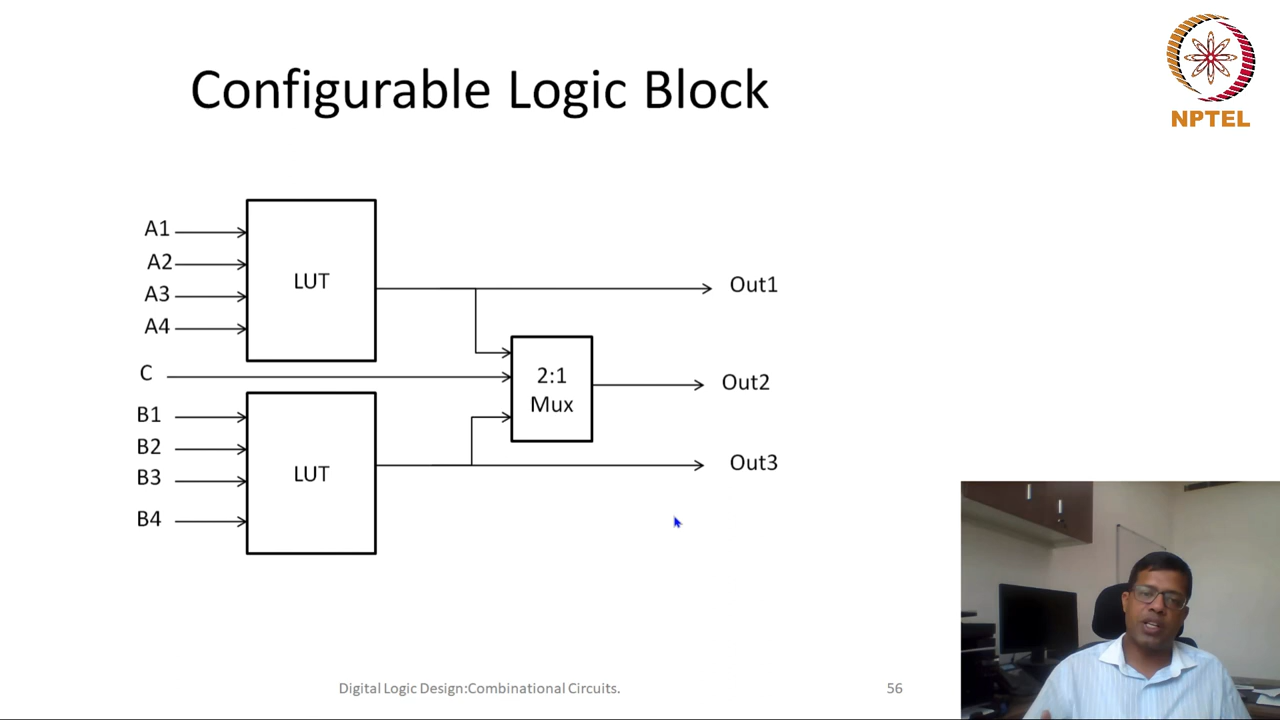 Configurable Logic Block
NPTEL
A1
A2
A3
A4
LUT
Out1
C
2:1
Mux
Out2
B1
B2
B3
B4
LUT
Out3
Digital Logic Design:Combinational Circuits.
56